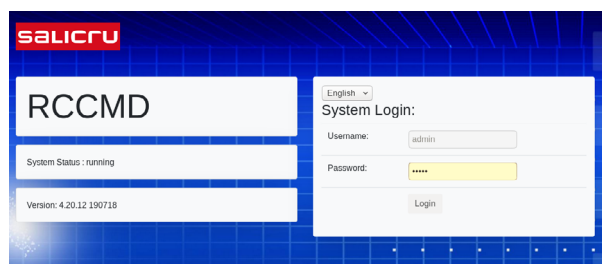 salicru
RCCMD
System Status : running
Version: 4.20.12 190718
English
System Login:
Username:
admin
Password:
•••••
Login